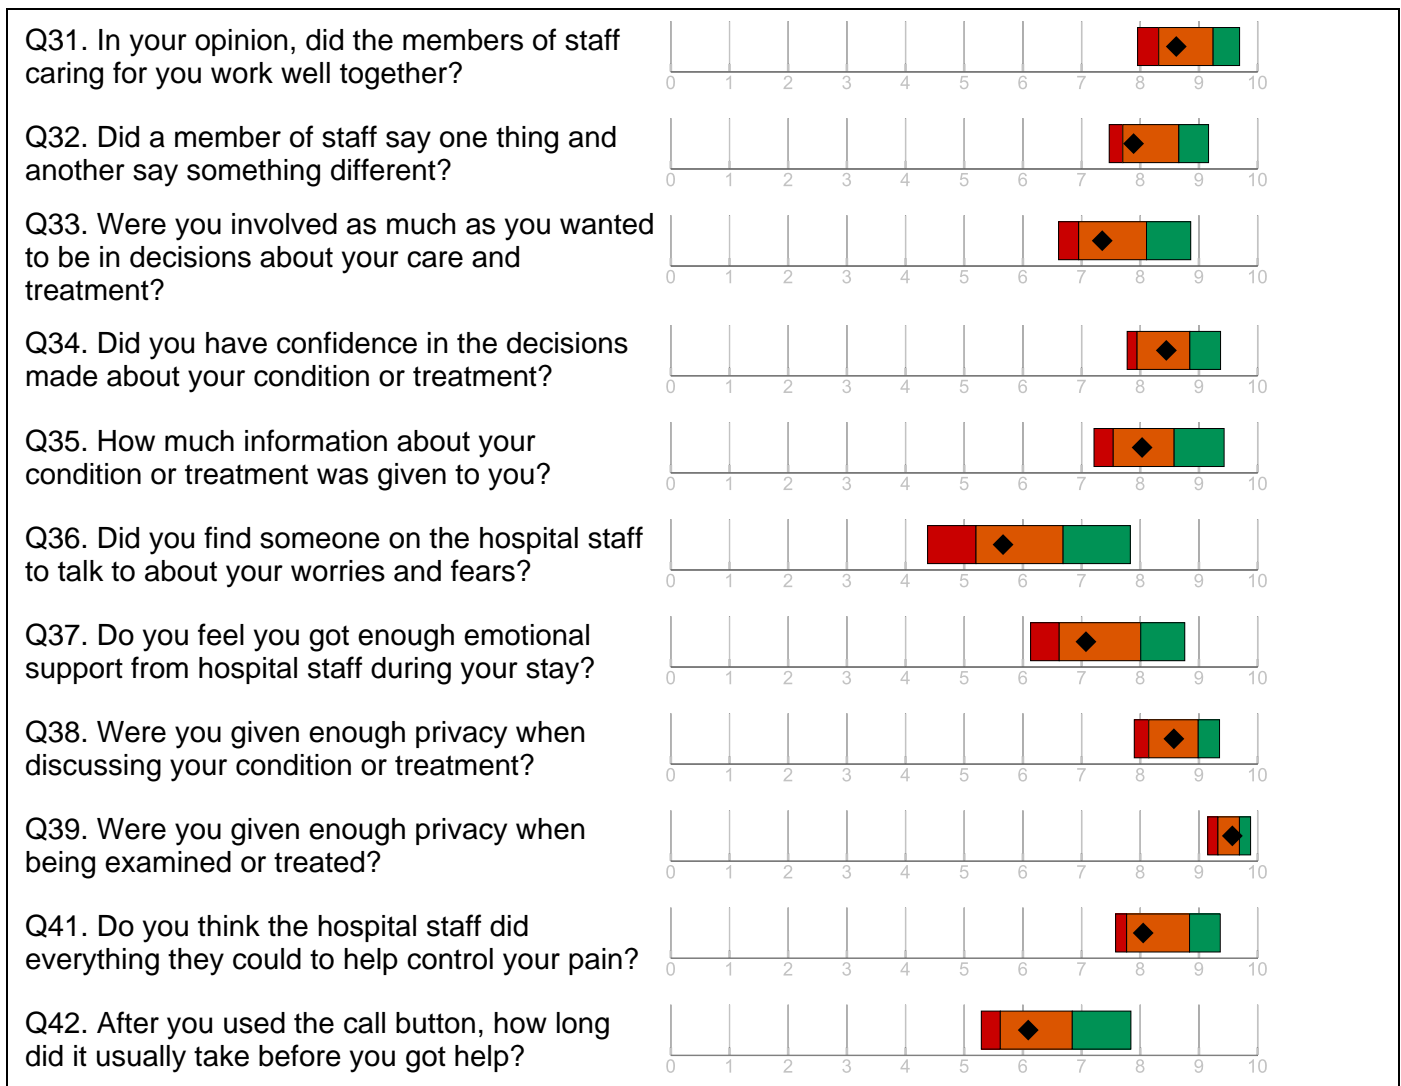 Q31. In your opinion, did the members of staff
caring for you work well together?
0 1 2 3 4 5 6 7 8 9 10
Q32. Did a member of staff say one thing and
another say something different?
0 1 2 3 4 5 6 7 8 9 10
Q33. Were you involved as much as you wanted
to be in decisions about your care and
treatment?
0 1 2 3 4 5 6 7 8 9 10
Q34. Did you have confidence in the decisions
made about your condition or treatment?
0 1 2 3 4 5 6 7 8 9 10
Q35. How much information about your
condition or treatment was given to you?
0 1 2 3 4 5 6 7 8 9 10
Q36. Did you find someone on the hospital staff
to talk to about your worries and fears?
0 1 2 3 4 5 6 7 8 9 10
Q37. Do you feel you got enough emotional
support from hospital staff during your stay?
0 1 2 3 4 5 6 7 8 9 10
Q38. Were you given enough privacy when
discussing your condition or treatment?
0 1 2 3 4 5 6 7 8 9 10
Q39. Were you given enough privacy when
being examined or treated?
0 1 2 3 4 5 6 7 8 9 10
Q41. Do you think the hospital staff did
everything they could to help control your pain?
0 1 2 3 4 5 6 7 8 9 10
Q42. After you used the call button, how long
did it usually take before you got help?
0 1 2 3 4 5 6 7 8 9 10